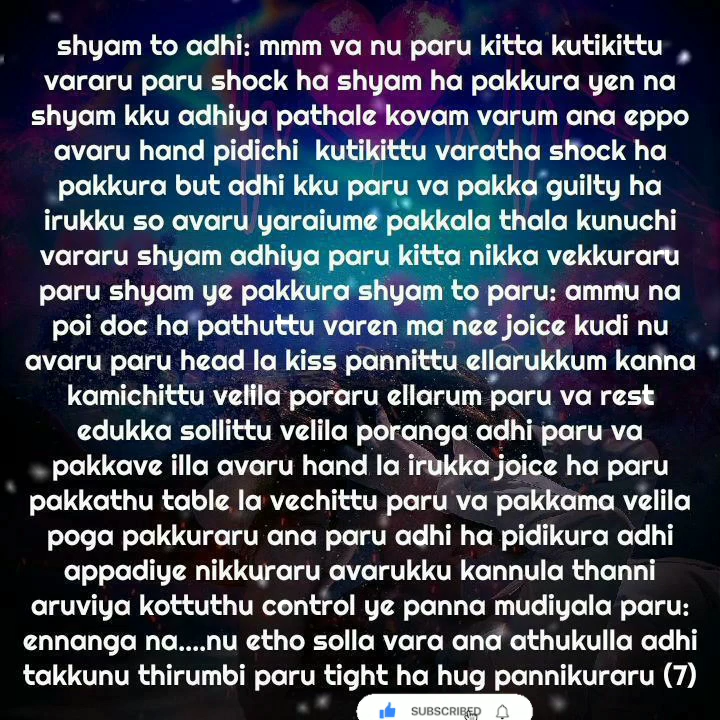 shyam to adhi: mmm va nu paru kitta kutikittu
vararu paru shock ha shyam ha pakkura yen na
shyam kku adhiya pathale kovam varum ana eppo
avaru hand pidichi kutikittu varatha shock ha
pakkura but adhi kku paru va pakka guilty ha
irukku so avaru yaraiume pakkala thala kunuchi
vararu shyam adhiya paru kitta nikka vekkuraru
paru shyam ye pakkura shyam to paru: ammu na
poi doc ha pathuttu varen ma nee joice kudi nu
avaru paru head la kiss pannittu ellarukkum kanna
kamichittu velila poraru ellarum paru va rest
edukka sollittu velila poranga adhi paru va
pakkave illa avaru hand la irukka joice ha paru
pakkathu table la vechittu paru va pakkama velila
poga pakkuraru ana paru adhi ha pidikura adhi
appadiye nikkuraru avarukku kannula thanni
aruviya kottuthu control ye panna mudiyala paru:
ennanga na....nu etho solla vara ana athukulla adhi
takkunu thirumbi paru tight ha hug pannikuraru (7)
SUBSCRIBED